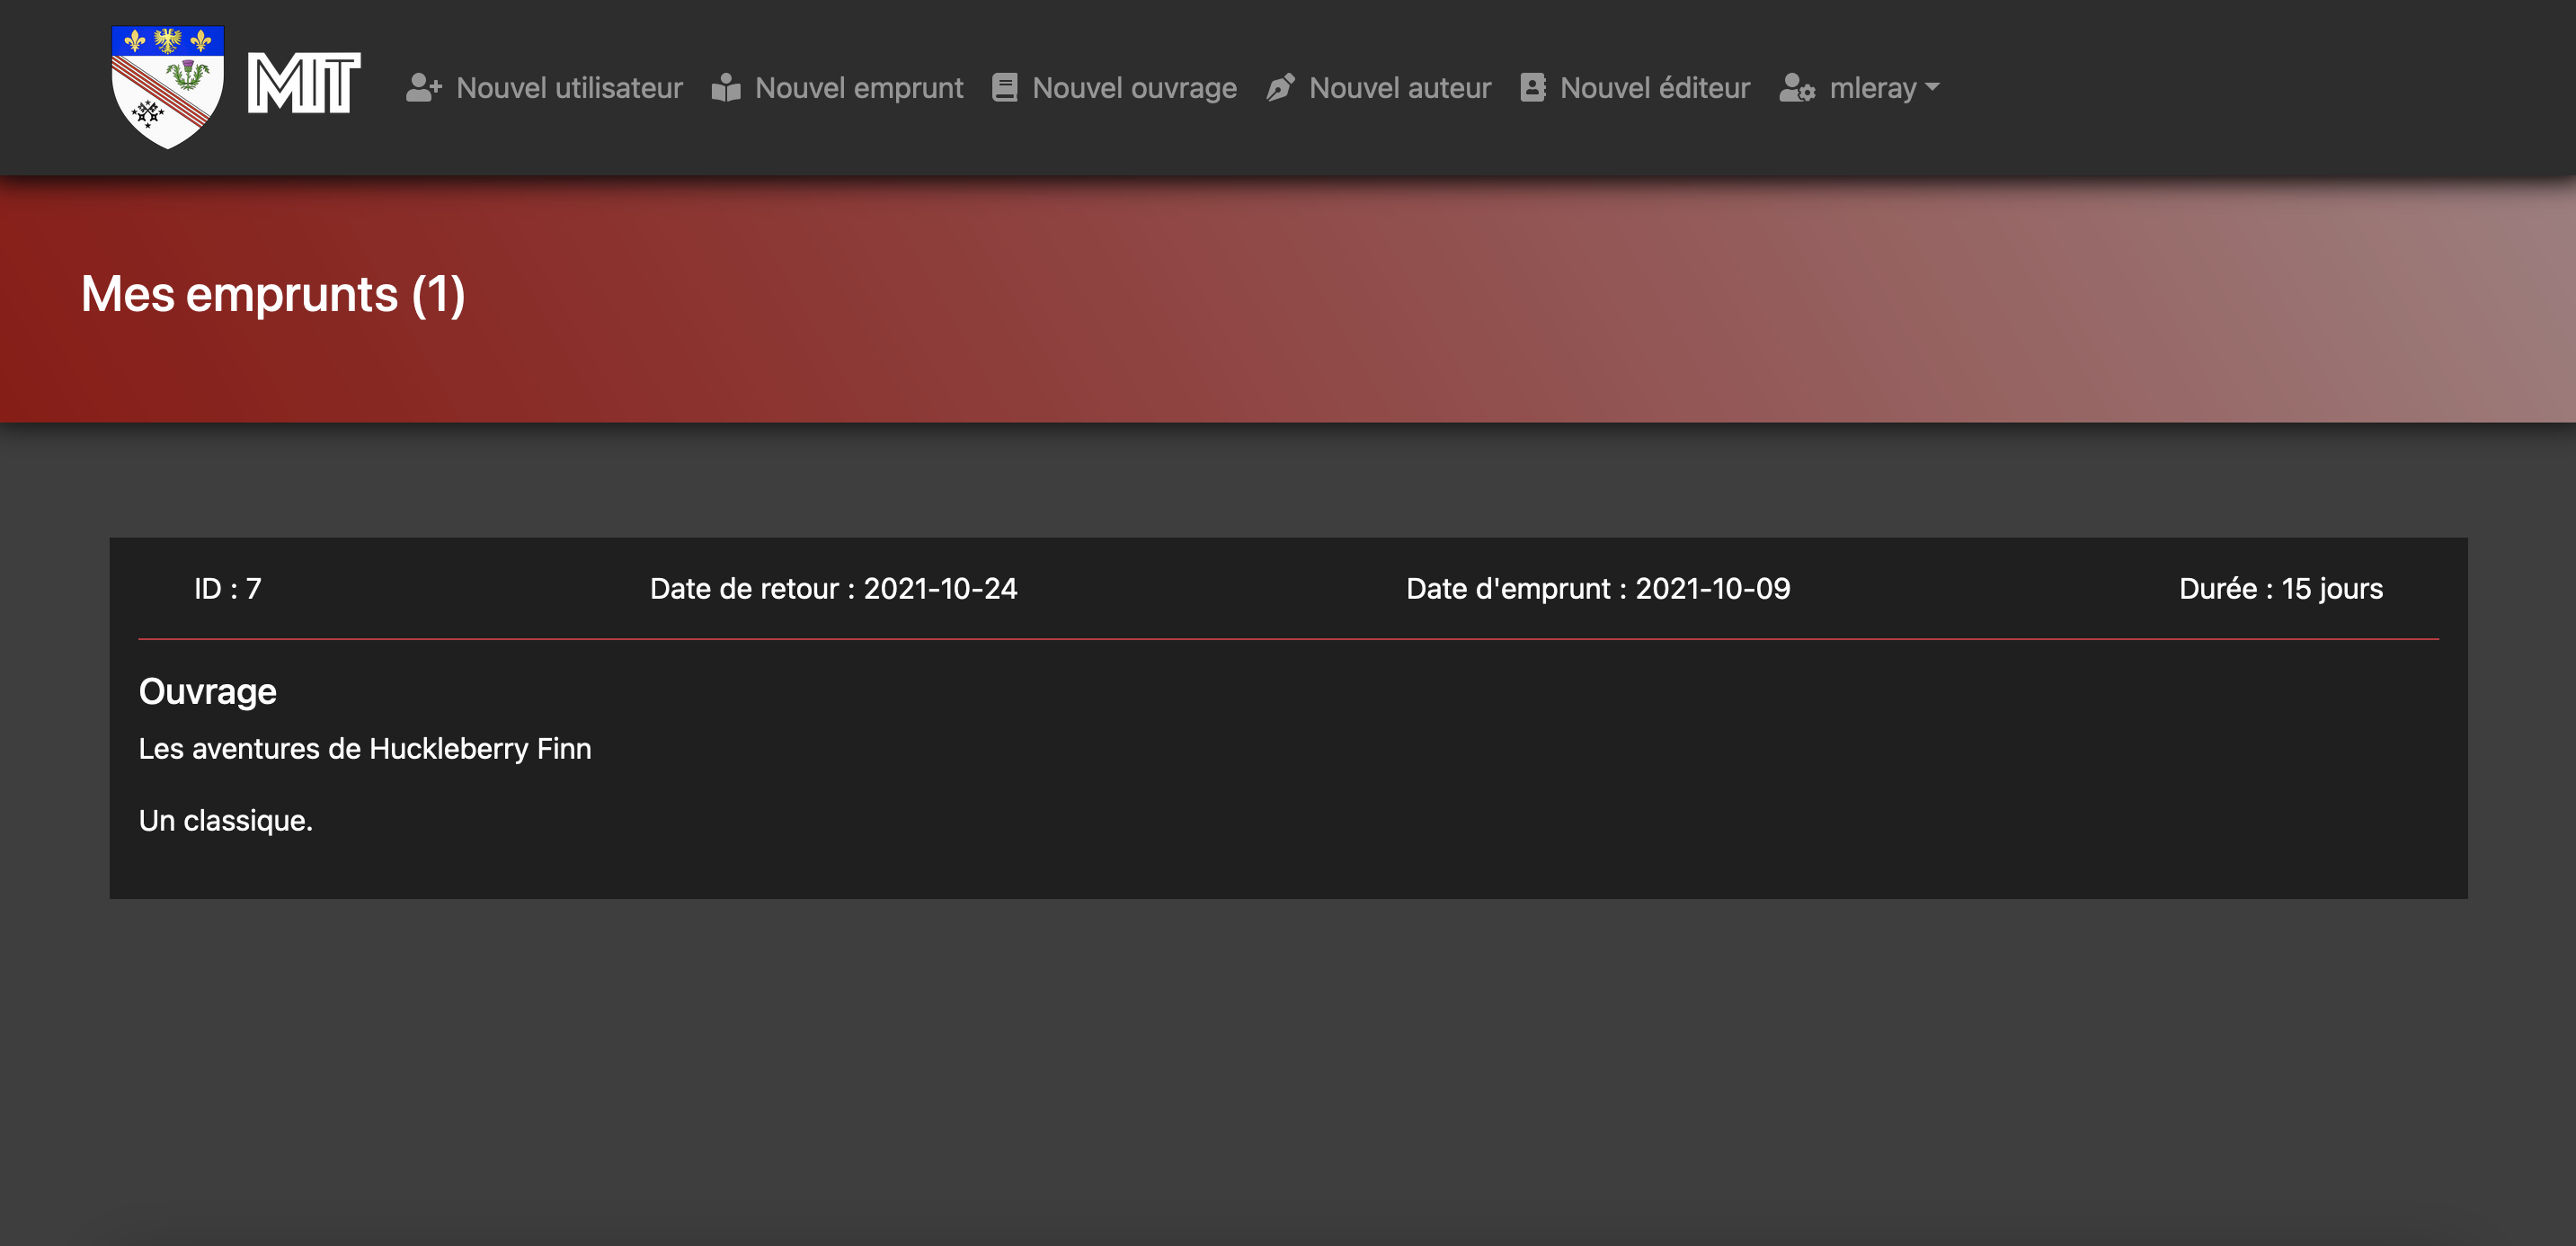 MIT
Nouvel utilisateur
Nouvel emprunt
Nouvel ouvrage
Nouvel auteur
Nouvel éditeur
mleray
Mes emprunts (1)
ID : 7
Date de retour : 2021-10-24
Date d'emprunt : 2021-10-09
Durée : 15 jours
Ouvrage
Les aventures de Huckleberry Finn
Un classique.